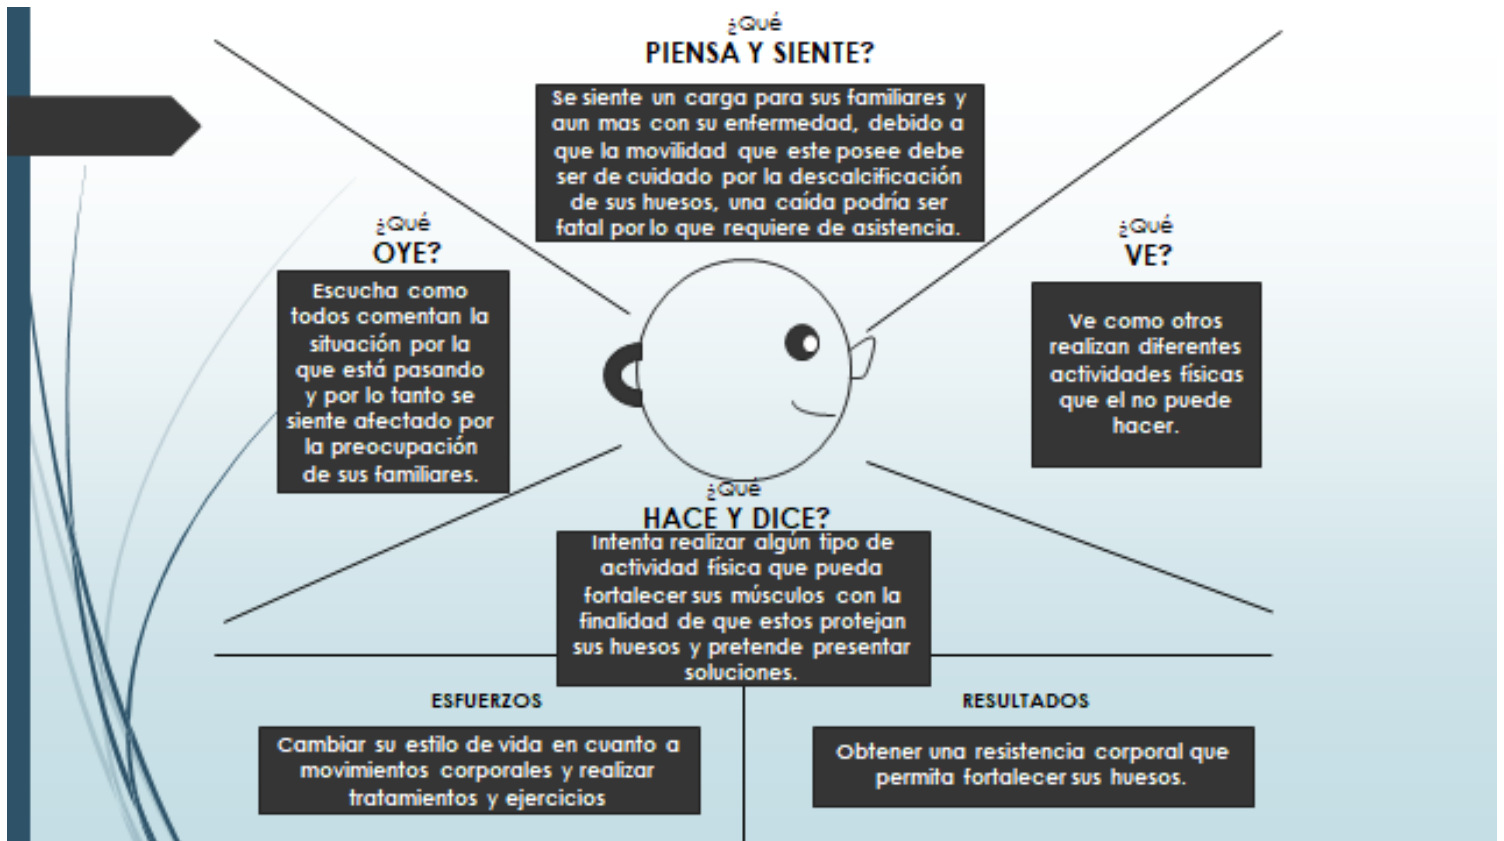 ¿Qué
PIENSA Y SIENTE?
Se siente un carga para sus familiares y
aun mas con su enfermedad, debido a
que la movilidad que este posee debe
ser de cuidado por la descalcificación
de sus huesos, una caída podría ser
fatal por lo que requiere de asistencia.
¿Qué
OYE?
Escucha como
todos comentan la
situación por la
que está pasando
y por lo tanto se
siente afectado por
la preocupación
de sus familiares.
¿Qué
VE?
Ve como otros
realizan diferentes
actividades físicas
que el no puede
hacer.
¿Qué
HACE Y DICE?
Intenta realizar algún tipo de
actividad física que pueda
fortalecer sus músculos con la
finalidad de que estos protejan
sus huesos y pretende presentar
soluciones.
ESFUERZOS
Cambiar su estilo de vida en cuanto a
movimientos corporales y realizar
tratamientos y ejercicios
RESULTADOS
Obtener una resistencia corporal que
permita fortalecer sus huesos.